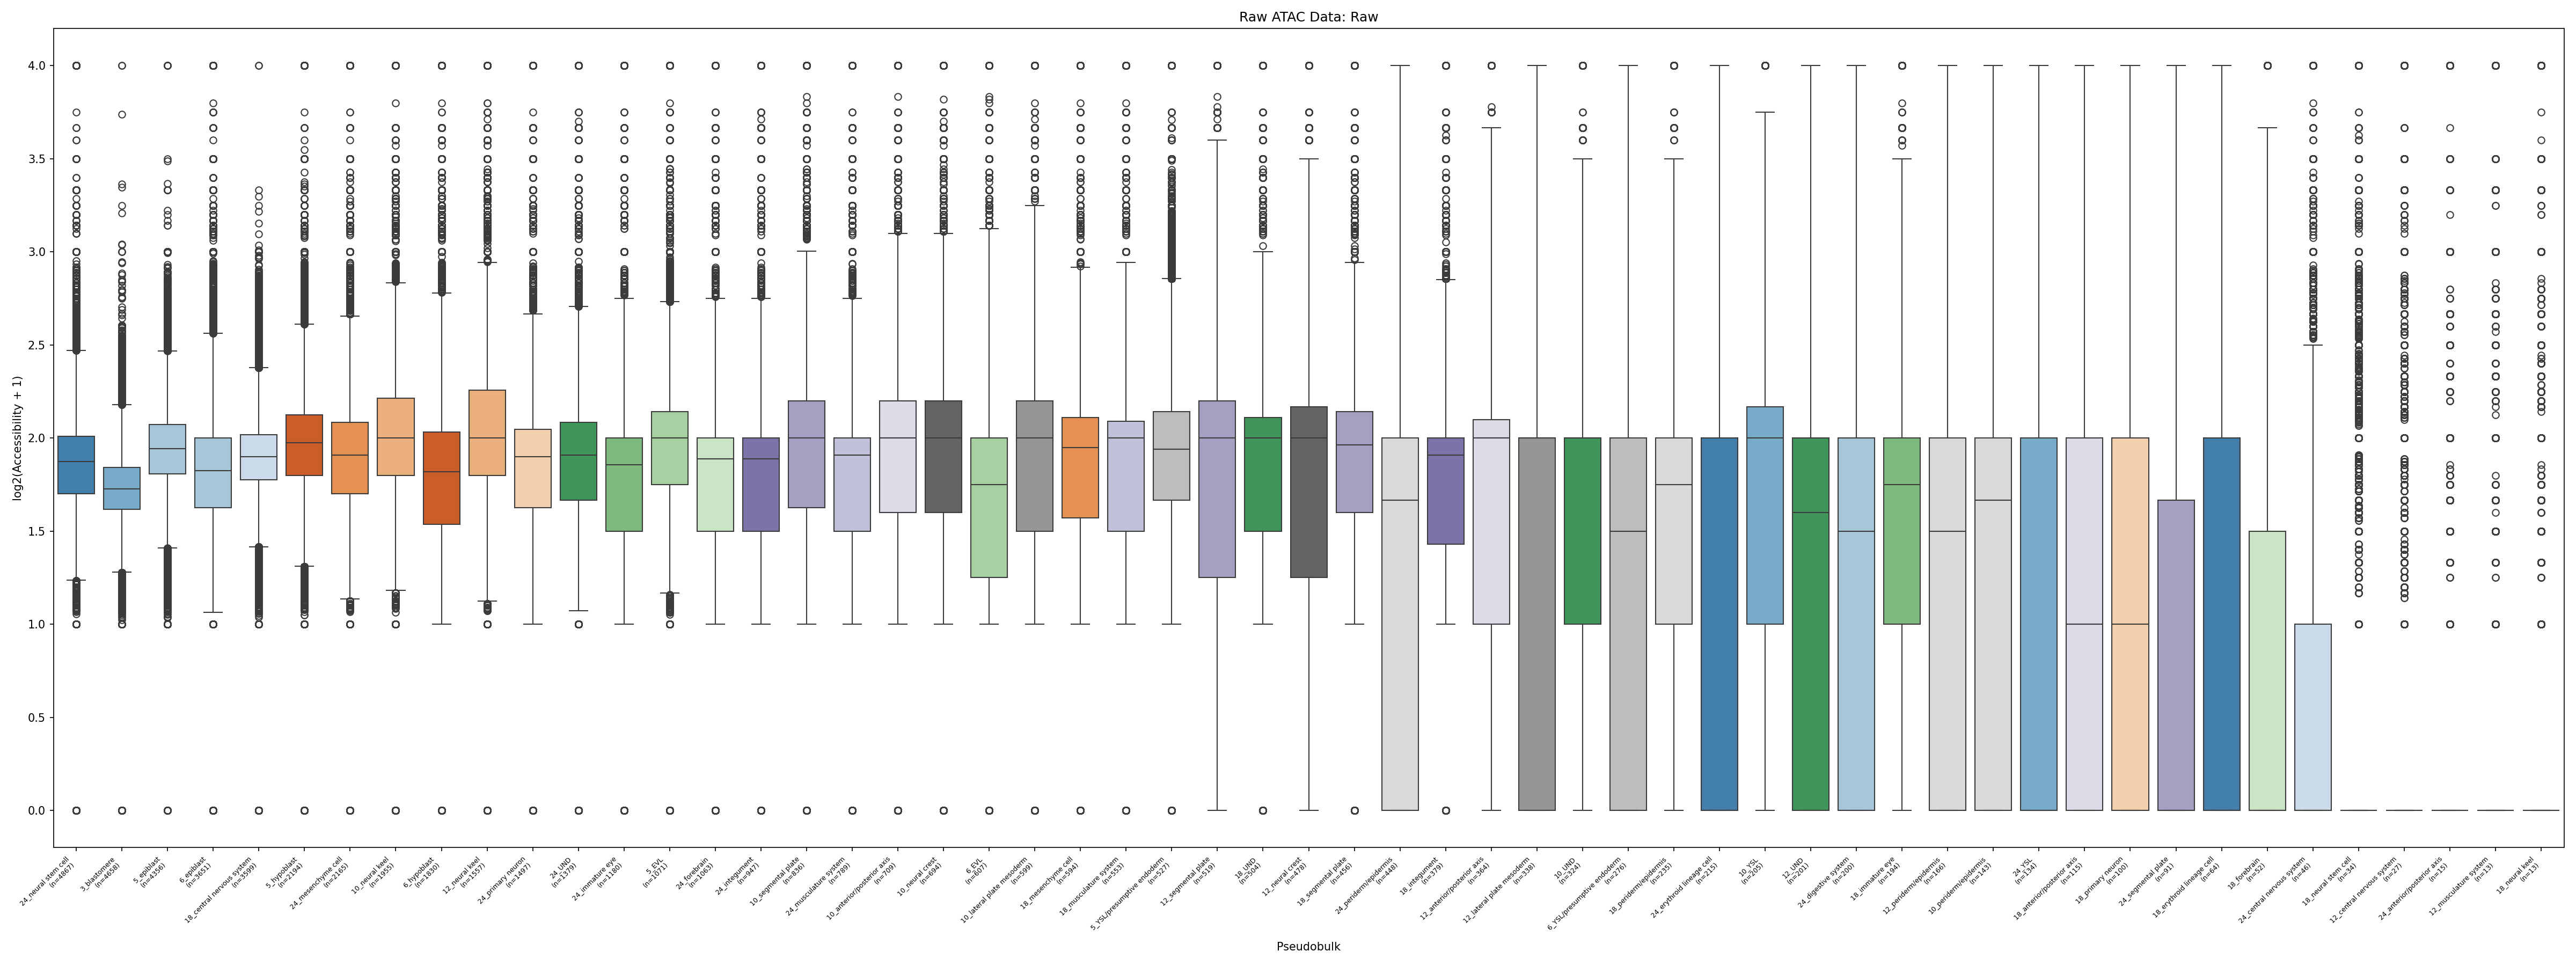 Raw ATAC Data: Raw
log2(Accessibility + 1)
4.0
3.5
3.0
2.5
2.0
1.5
1.0
0.5
0.0
24_neural stem cell
(n=4867)
3_blastomere
(n=4658)
5_epiblast
(n=4356)
6_epiblast
(n=3651)
18_central nervous system
(n=3599)
5_hypoblast
(n=2194)
24_mesenchyme cell
(n=2165)
10_neural keel
(n=1955)
6_hypoblast
(n=1830)
12_neural keel
(n=1557)
24_primary neuron
(n=1497)
24_UND
(n=1379)
24_immature eye
(n=1180)
5_EVL
(n=1071)
24_forebrain
(n=1063)
24_integument
(n=947)
10_segmental plate
(n=836)
24_musculature system
(n=789)
10_anterior/posterior axis
(n=709)
10_neural crest
(n=694)
6_EVL
(n=607)
10_lateral plate mesoderm
(n=599)
18_mesenchyme cell
(n=594)
18_musculature system
(n=553)
5_YSL/presumptive endoderm
(n=527)
12_segmental plate
(n=519)
18_UND
(n=504)
12_neural crest
(n=478)
18_segmental plate
(n=456)
24_periderm/epidermis
(n=448)
18_integument
(n=379)
12_anterior/posterior axis
(n=364)
12_lateral plate mesoderm
(n=338)
10_UND
(n=324)
6_YSL/presumptive endoderm
(n=276)
18_periderm/epidermis
(n=235)
24_erythroid lineage cell
(n=215)
10_YSL
(n=205)
12_UND
(n=201)
24_digestive system
(n=200)
18_immature eye
(n=194)
12_periderm/epidermis
(n=166)
10_periderm/epidermis
(n=143)
24_YSL
(n=134)
18_anterior/posterior axis
(n=115)
18_primary neuron
(n=100)
24_segmental plate
(n=91)
18_erythroid lineage cell
(n=64)
18_forebrain
(n=52)
24_central nervous system
(n=46)
18_neural stem cell
(n=34)
12_central nervous system
(n=27)
24_anterior/posterior axis
(n=15)
12_musculature system
(n=13)
18_neural keel
(n=13)
Pseudobulk